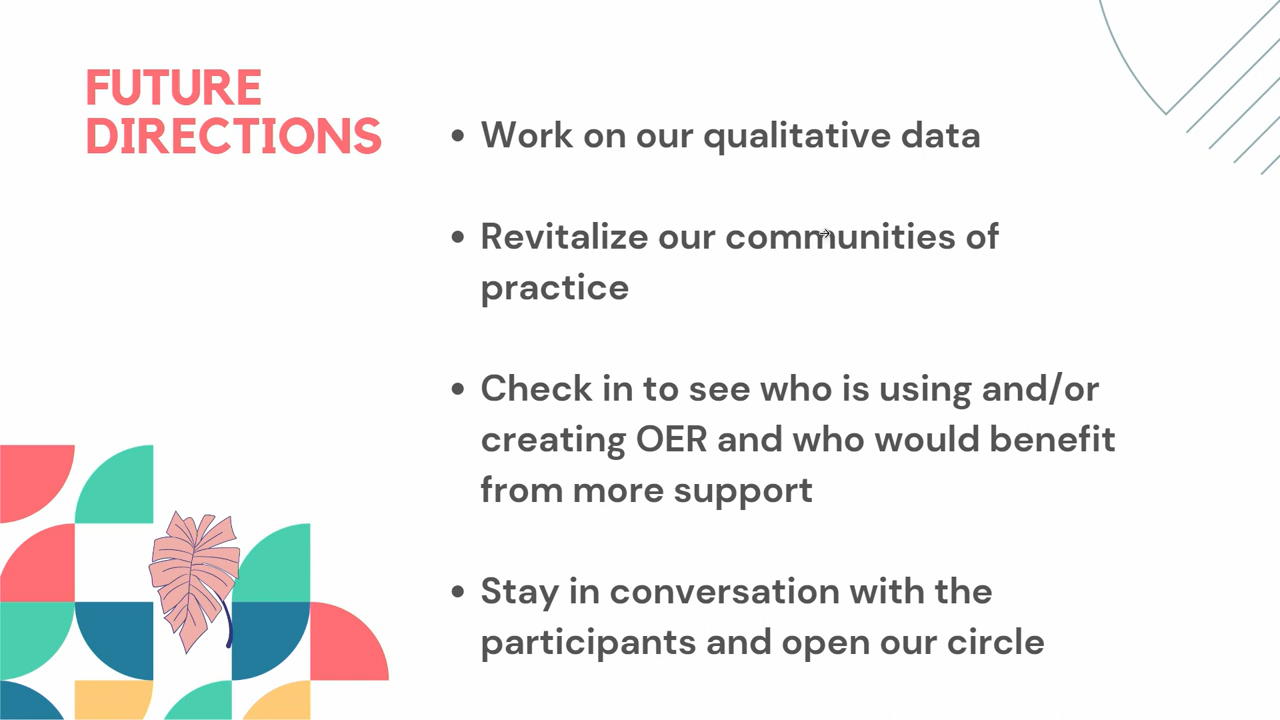 FUTURE
DIRECTIONS
• Work on our qualitative data
• Revitalize our communities of
practice
• Check in to see who is using and/or
creating OER and who would benefit
from more support
• Stay in conversation with the
participants and open our circle